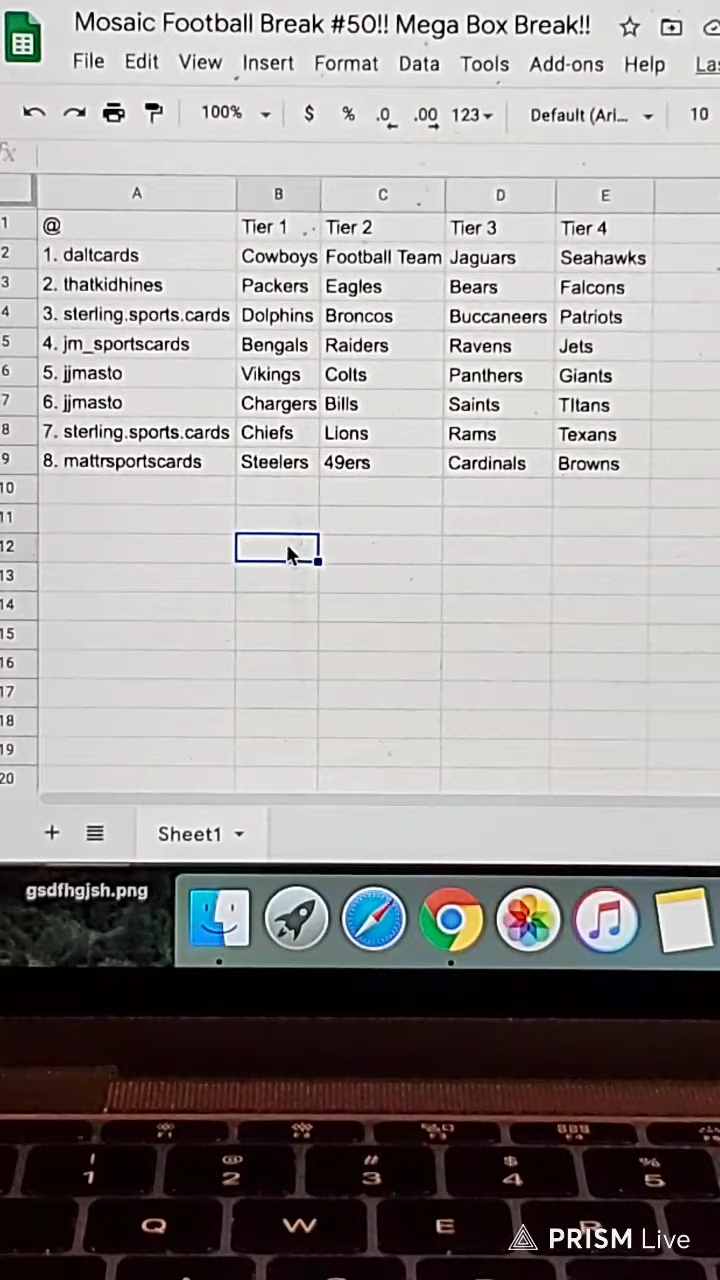 Mosaic Football Break #50!! Mega Box Break!!
File Edit View Insert Format Data Tools Add-ons Help
100% $ % .0 .00 123 Default (Ari... 10
fx
A B C D E
1 @ Tier 1 Tier 2 Tier 3 Tier 4
2 1. daltcards Cowboys Football Team Jaguars Seahawks
3 2. thatkidhines Packers Eagles Bears Falcons
4 3. sterling.sports.cards Dolphins Broncos Buccaneers Patriots
5 4. jm_sportscards Bengals Raiders Ravens Jets
6 5. jjmasto Vikings Colts Panthers Giants
7 6. jjmasto Chargers Bills Saints TItans
8 7. sterling.sports.cards Chiefs Lions Rams Texans
9 8. mattrsportscards Steelers 49ers Cardinals Browns
10
11
12
13
14
15
16
17
18
19
20
+ Sheet1
gsdfhgjsh.png
F1 F2 F3 F4
! @ # $ %
1 2 3 4 5
Q W E R
PRISM Live